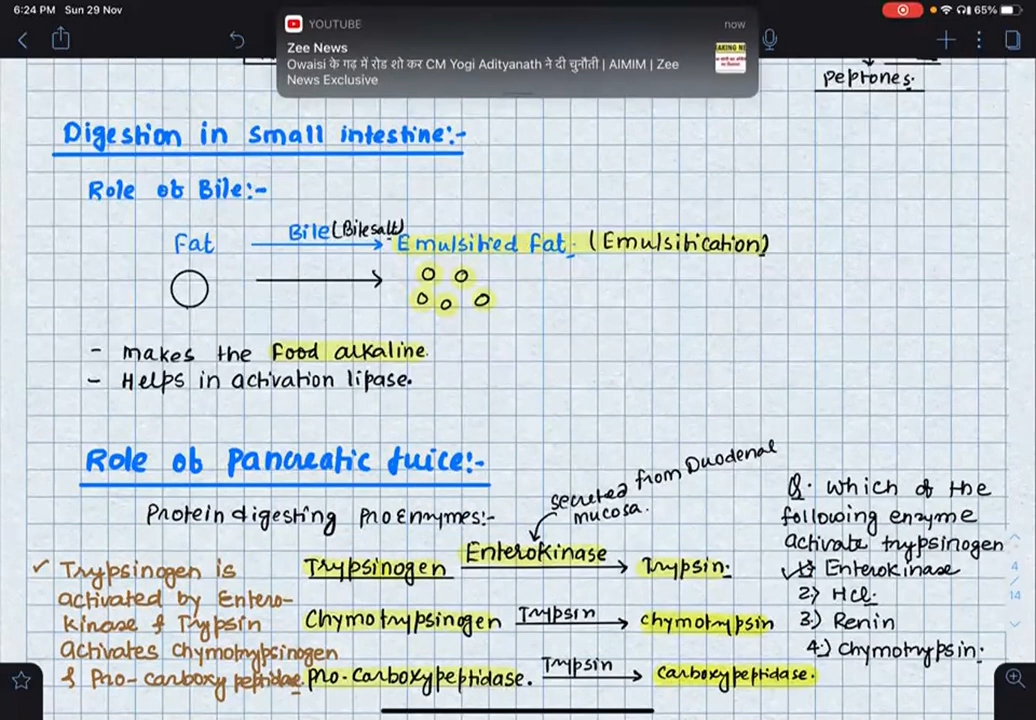 6:24 PM Sun 29 Nov
65%
YOUTUBE
now
Zee News
Owaisi के गढ़ में रोड शो कर CM Yogi Adityanath ने दी चुनौती | AIMIM | Zee
News Exclusive
peptones.
Digestion in small intestine:-
Role of Bile:-
Fat
Bile (Bile salt)
Emulsified fat. (Emulsification)
- makes the food alkaline.
- Helps in activation lipase.
Role of Pancreatic Juice:-
secreted from Duodenal
mucosa.
Protein digesting ProEnzymes:-
Trypsinogen Enterokinase Trypsin.
Chymotrypsinogen Trypsin chymotrypsin
Pro-carboxypeptidase. Trypsin carboxypeptidase.
✓ Trypsinogen is
activated by Entero-
kinase & Trypsin
activates chymotrypsinogen
& Pro-carboxy peptidae.
Q. which of the
following enzyme
activate trypsinogen
1) Enterokinase
2.) HCl.
3.) Renin
4.) Chymotrypsin.
4
14